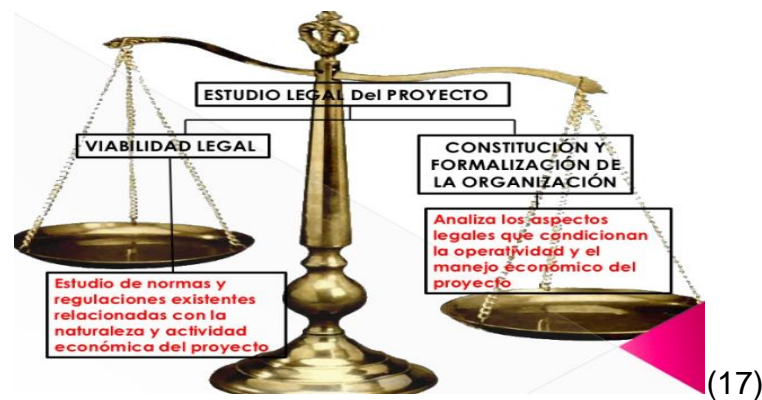 ESTUDIO LEGAL Del PROYECTO
VIABILIDAD LEGAL
CONSTITUCIÓN Y
FORMALIZACIÓN DE
LA ORGANIZACIÓN
Analiza los aspectos
legales que condicionan
la operatividad y el
manejo económico del
proyecto
Estudio de normas y
regulaciones existentes
relacionadas con la
naturaleza y actividad
económica del proyecto
(17)